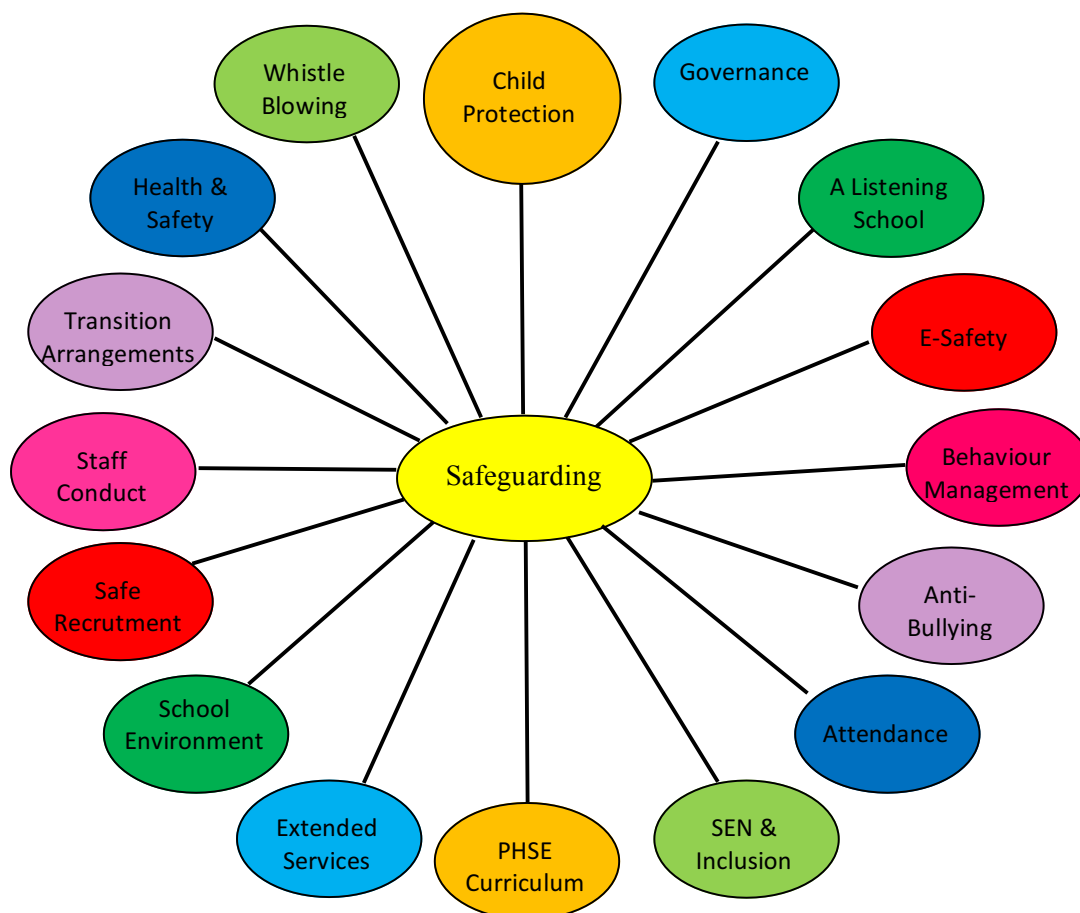 Child
Protection
Governance
A Listening
School
E-Safety
Behaviour
Management
Anti-
Bullying
Attendance
SEN &
Inclusion
PHSE
Curriculum
Extended
Services
School
Environment
Safe
Recrutment
Staff
Conduct
Transition
Arrangements
Health &
Safety
Whistle
Blowing
Safeguarding